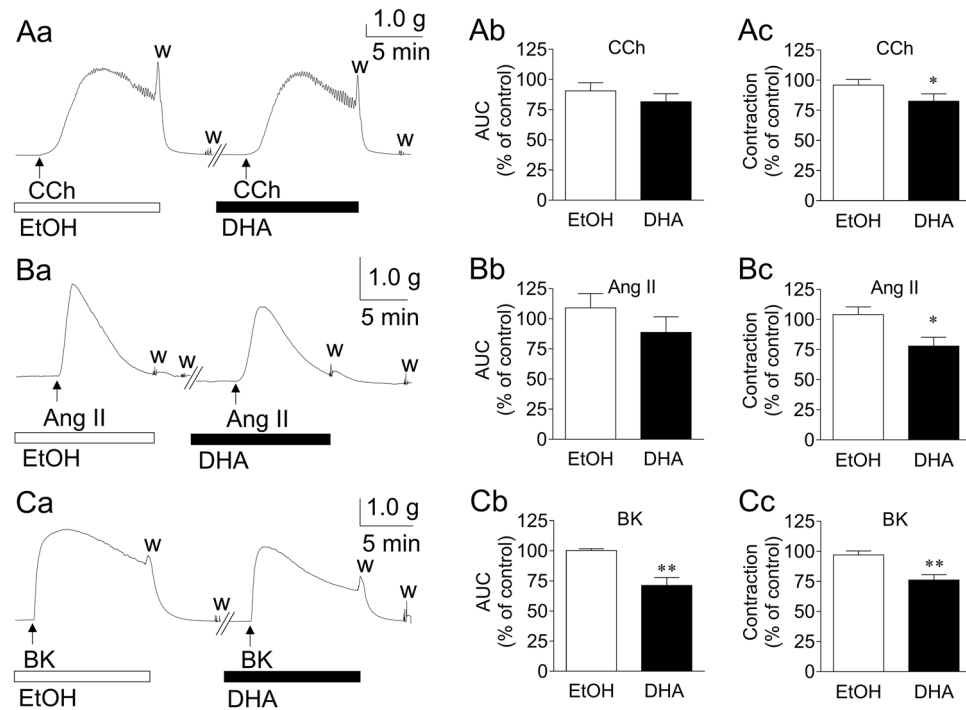 Aa
1.0 g
5 min
W
W
W
W
CCh
CCh
EtOH
DHA
Ab
CCh
AUC
(% of control)
125
100
75
50
25
0
EtOH
DHA
Ac
CCh
Contraction
(% of control)
125
100
75
50
25
0
*
EtOH
DHA
Ba
1.0 g
5 min
W
W
W
W
Ang II
Ang II
EtOH
DHA
Bb
Ang II
AUC
(% of control)
125
100
75
50
25
0
EtOH
DHA
Bc
Ang II
Contraction
(% of control)
125
100
75
50
25
0
*
EtOH
DHA
Ca
1.0 g
5 min
W
W
W
W
BK
BK
EtOH
DHA
Cb
BK
AUC
(% of control)
125
100
75
50
25
0
**
EtOH
DHA
Cc
BK
Contraction
(% of control)
125
100
75
50
25
0
**
EtOH
DHA